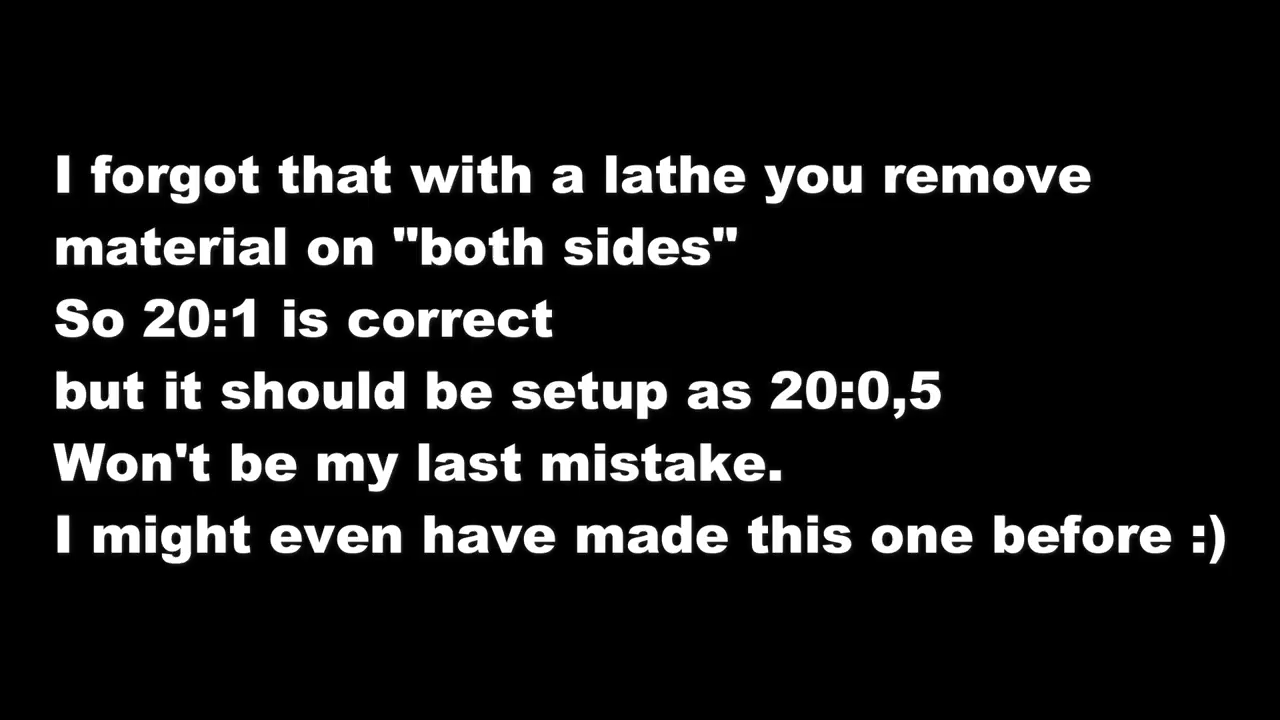 I forgot that with a lathe you remove
material on "both sides"
So 20:1 is correct
but it should be setup as 20:0,5
Won't be my last mistake.
I might even have made this one before :)